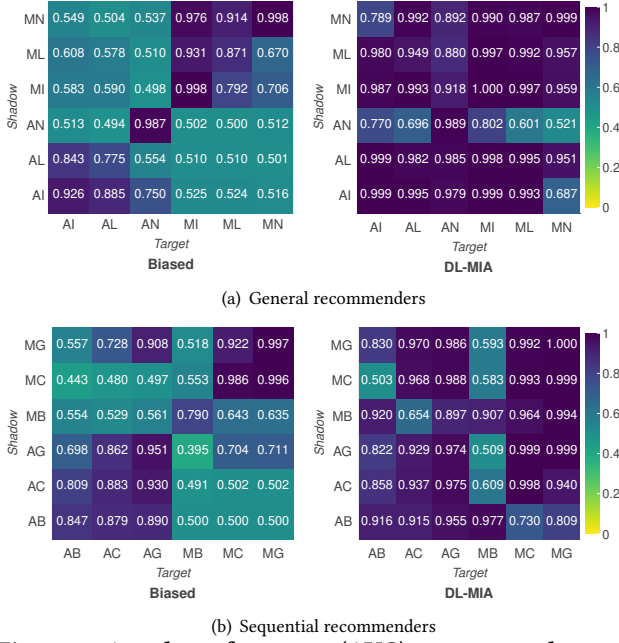 MN 0.549 0.504 0.537 0.976 0.914 0.998
ML 0.608 0.578 0.510 0.931 0.871 0.670
MI 0.583 0.590 0.498 0.998 0.792 0.706
AN 0.513 0.494 0.987 0.502 0.500 0.512
AL 0.843 0.775 0.554 0.510 0.510 0.501
AI 0.926 0.885 0.750 0.525 0.524 0.516
Shadow
AI AL AN MI ML MN
Target
Biased
0.789 0.992 0.892 0.990 0.987 0.999
0.980 0.949 0.880 0.997 0.992 0.957
0.987 0.993 0.918 1.000 0.997 0.959
0.770 0.696 0.989 0.802 0.601 0.521
0.999 0.982 0.985 0.998 0.995 0.951
0.999 0.995 0.979 0.999 0.993 0.687
AI AL AN MI ML MN
Target
DL-MIA
1
0.8
0.6
0.4
0.2
0
(a) General recommenders
MG 0.557 0.728 0.908 0.518 0.922 0.997
MC 0.443 0.480 0.497 0.553 0.986 0.996
MB 0.554 0.529 0.561 0.790 0.643 0.635
AG 0.698 0.862 0.951 0.395 0.704 0.711
AC 0.809 0.883 0.930 0.491 0.502 0.502
AB 0.847 0.879 0.890 0.500 0.500 0.500
Shadow
AB AC AG MB MC MG
Target
Biased
MG 0.830 0.970 0.986 0.593 0.992 1.000
MC 0.503 0.968 0.988 0.583 0.993 0.999
MB 0.920 0.654 0.897 0.907 0.964 0.994
AG 0.822 0.929 0.974 0.509 0.999 0.999
AC 0.858 0.937 0.975 0.609 0.998 0.940
AB 0.916 0.915 0.955 0.977 0.730 0.809
Shadow
AB AC AG MB MC MG
Target
DL-MIA
1
0.8
0.6
0.4
0.2
0
(b) Sequential recommenders